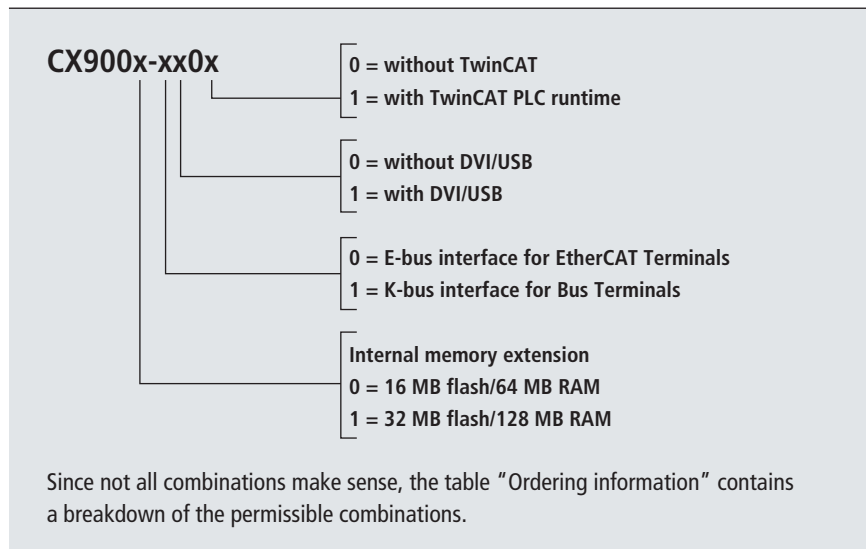 CX900x-xx0x
0 = without TwinCAT
1 = with TwinCAT PLC runtime
0 = without DVI/USB
1 = with DVI/USB
0 = E-bus interface for EtherCAT Terminals
1 = K-bus interface for Bus Terminals
Internal memory extension
0 = 16 MB flash/64 MB RAM
1 = 32 MB flash/128 MB RAM
Since not all combinations make sense, the table “Ordering information” contains
a breakdown of the permissible combinations.